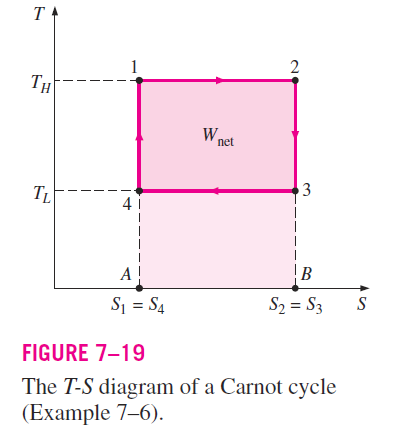 T
1
2
T_H
W_net
T_L
4
3
A
B
S_1 = S_4
S_2 = S_3
S
FIGURE 7–19
The T-S diagram of a Carnot cycle
(Example 7–6).